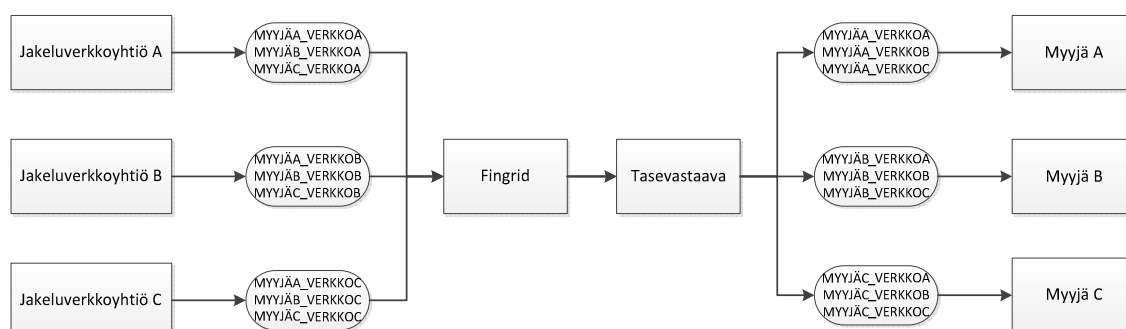 Jakeluverkkoyhtiö A
MYYJÄA_VERKKOA
MYYJÄB_VERKKOA
MYYJÄC_VERKKOA
MYYJÄA_VERKKOA
MYYJÄA_VERKKOB
MYYJÄA_VERKKOC
Myyjä A
Jakeluverkkoyhtiö B
MYYJÄA_VERKKOB
MYYJÄB_VERKKOB
MYYJÄC_VERKKOB
Fingrid
Tasevastaava
MYYJÄB_VERKKOA
MYYJÄB_VERKKOB
MYYJÄB_VERKKOC
Myyjä B
Jakeluverkkoyhtiö C
MYYJÄA_VERKKOC
MYYJÄB_VERKKOC
MYYJÄC_VERKKOC
MYYJÄC_VERKKOA
MYYJÄC_VERKKOB
MYYJÄC_VERKKOC
Myyjä C